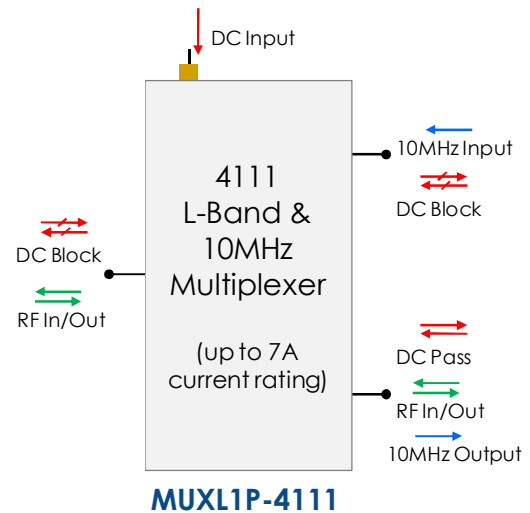 DC Input
10MHz Input
DC Block
4111
L-Band &
10MHz
Multiplexer
(up to 7A
current rating)
DC Block
RF In/Out
DC Pass
RF In/Out
10MHz Output
MUXL1P-4111